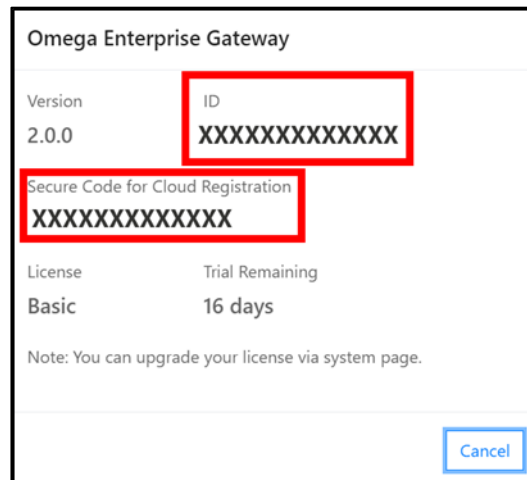 Omega Enterprise Gateway
Version ID
2.0.0 XXXXXXXXXXXXX
Secure Code for Cloud Registration
XXXXXXXXXXXXX
License Trial Remaining
Basic 16 days
Note: You can upgrade your license via system page.
Cancel